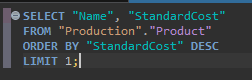 SELECT "Name", "StandardCost"
FROM "Production"."Product"
ORDER BY "StandardCost" DESC
LIMIT 1;